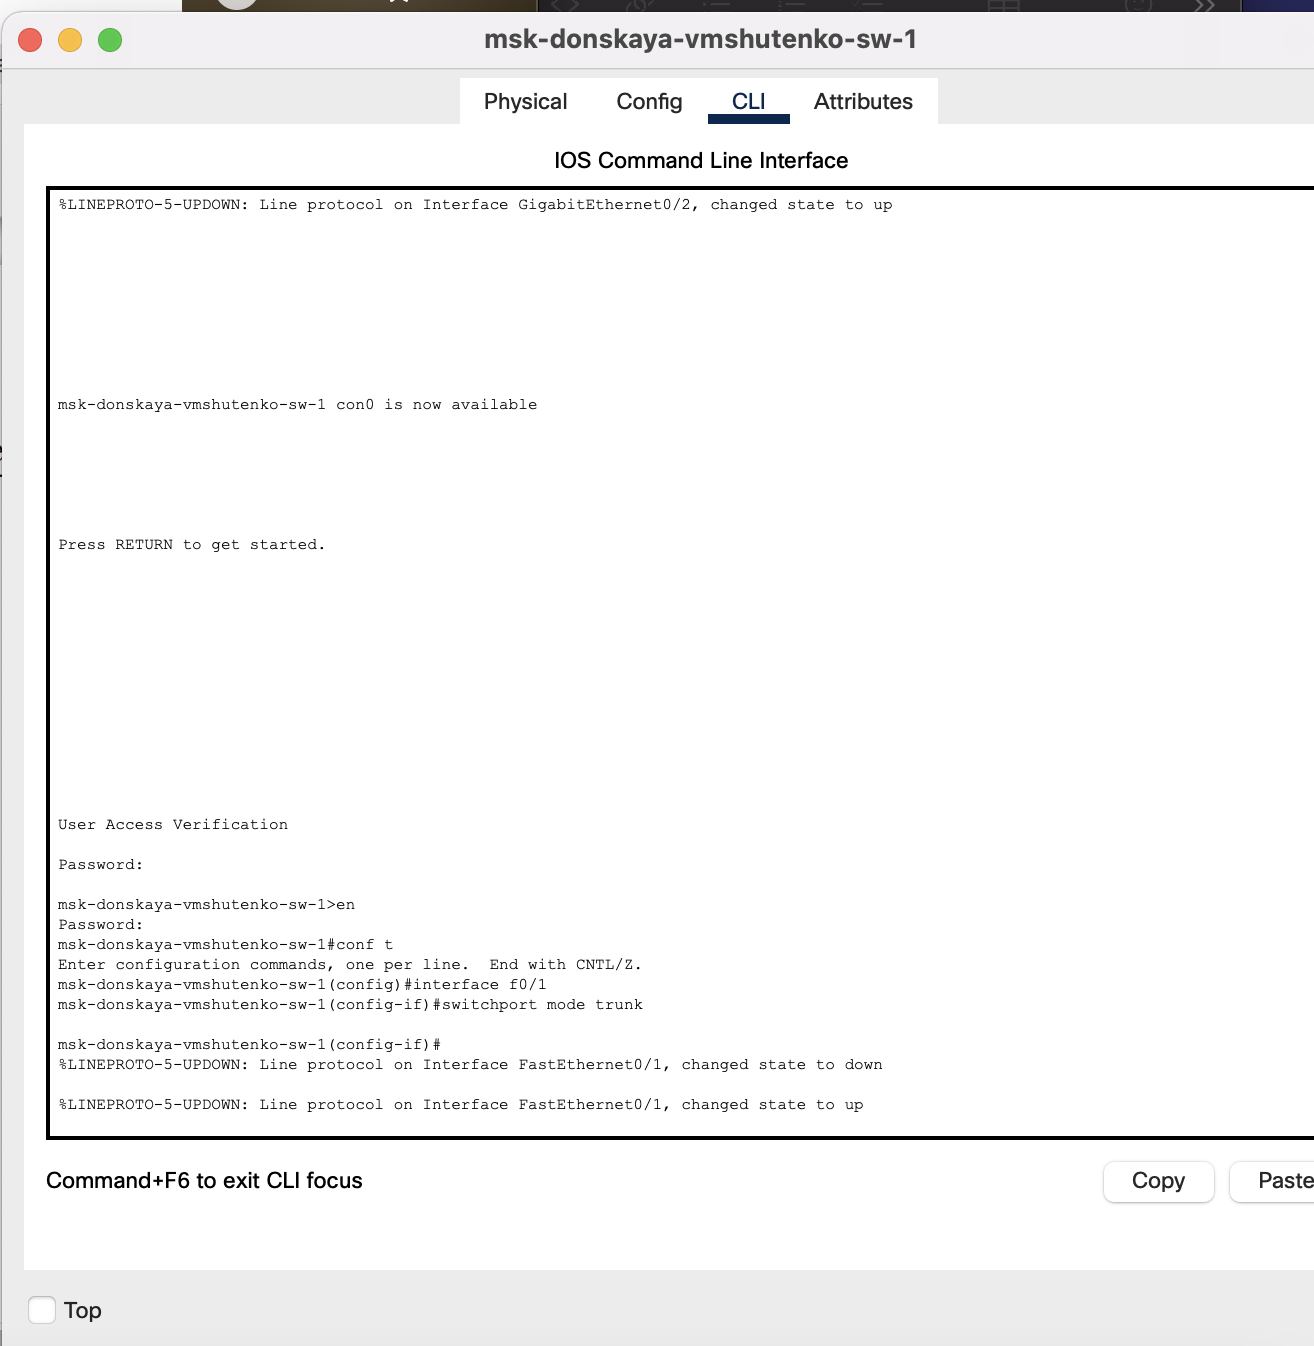 msk-donskaya-vmshutenko-sw-1
Physical Config CLI Attributes
IOS Command Line Interface
%LINEPROTO-5-UPDOWN: Line protocol on Interface GigabitEthernet0/2, changed state to up
msk-donskaya-vmshutenko-sw-1 con0 is now available
Press RETURN to get started.
User Access Verification
Password:
msk-donskaya-vmshutenko-sw-1>en
Password:
msk-donskaya-vmshutenko-sw-1#conf t
Enter configuration commands, one per line.  End with CNTL/Z.
msk-donskaya-vmshutenko-sw-1(config)#interface f0/1
msk-donskaya-vmshutenko-sw-1(config-if)#switchport mode trunk
msk-donskaya-vmshutenko-sw-1(config-if)#
%LINEPROTO-5-UPDOWN: Line protocol on Interface FastEthernet0/1, changed state to down
%LINEPROTO-5-UPDOWN: Line protocol on Interface FastEthernet0/1, changed state to up
Command+F6 to exit CLI focus
Copy Paste
Top